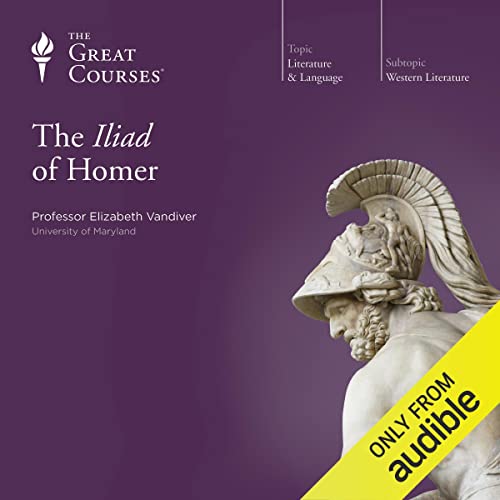 THE
GREAT
COURSES®
Topic
Literature
& Language
Subtopic
Western Literature
The Iliad
of Homer
Professor Elizabeth Vandiver
University of Maryland
ONLY FROM
audible